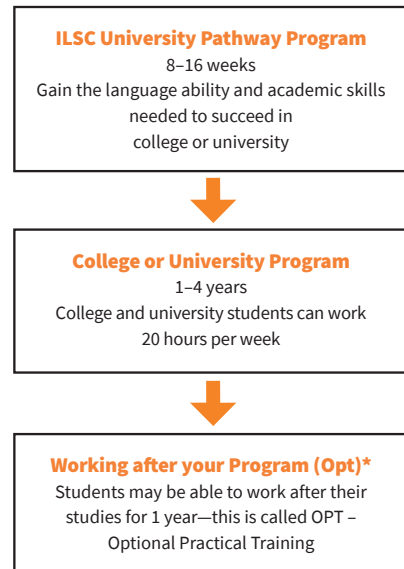 ILSC University Pathway Program
8–16 weeks
Gain the language ability and academic skills
needed to succeed in
college or university
College or University Program
1–4 years
College and university students can work
20 hours per week
Working after your Program (Opt)*
Students may be able to work after their
studies for 1 year—this is called OPT –
Optional Practical Training